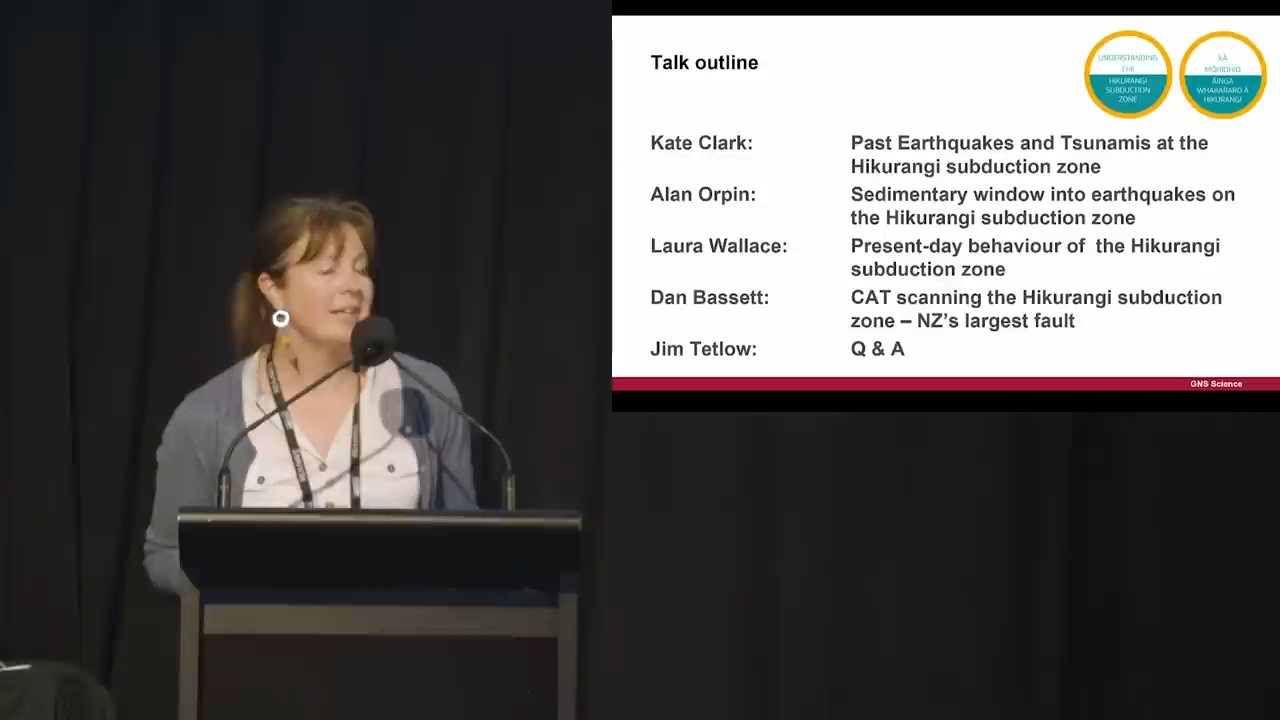 Talk outline
UNDERSTANDING
THE
HIKURANGI
SUBDUCTION
ZONE
KĀ
MŌHIOHIO
ĀINGA
WHAKARARO Ā
HIKURANGI
Kate Clark: Past Earthquakes and Tsunamis at the
Hikurangi subduction zone
Alan Orpin: Sedimentary window into earthquakes on
the Hikurangi subduction zone
Laura Wallace: Present-day behaviour of the Hikurangi
subduction zone
Dan Bassett: CAT scanning the Hikurangi subduction
zone – NZ's largest fault
Jim Tetlow: Q & A
GNS Science